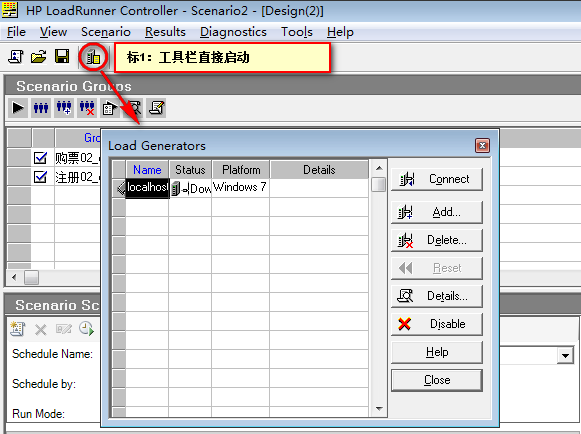 HP LoadRunner Controller - Scenario2 - [Design(2)]
File View Scenario Results Diagnostics Tools Help
标1：工具栏直接启动
Scenario Groups
Load Generators
Name Status Platform Details
localhost Dow Windows 7
购票02_
注册02_
Connect
Add...
Delete...
Reset
Details...
Disable
Help
Close
Scenario Sc
Schedule Name:
Schedule by:
Run Mode: